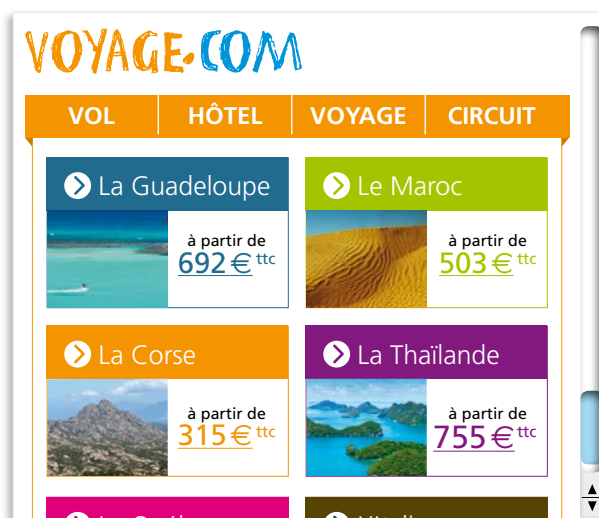 VOYAGE.COM
VOL HÔTEL VOYAGE CIRCUIT
La Guadeloupe
à partir de
692 € ttc
Le Maroc
à partir de
503 € ttc
La Corse
à partir de
315 € ttc
La Thaïlande
à partir de
755 € ttc